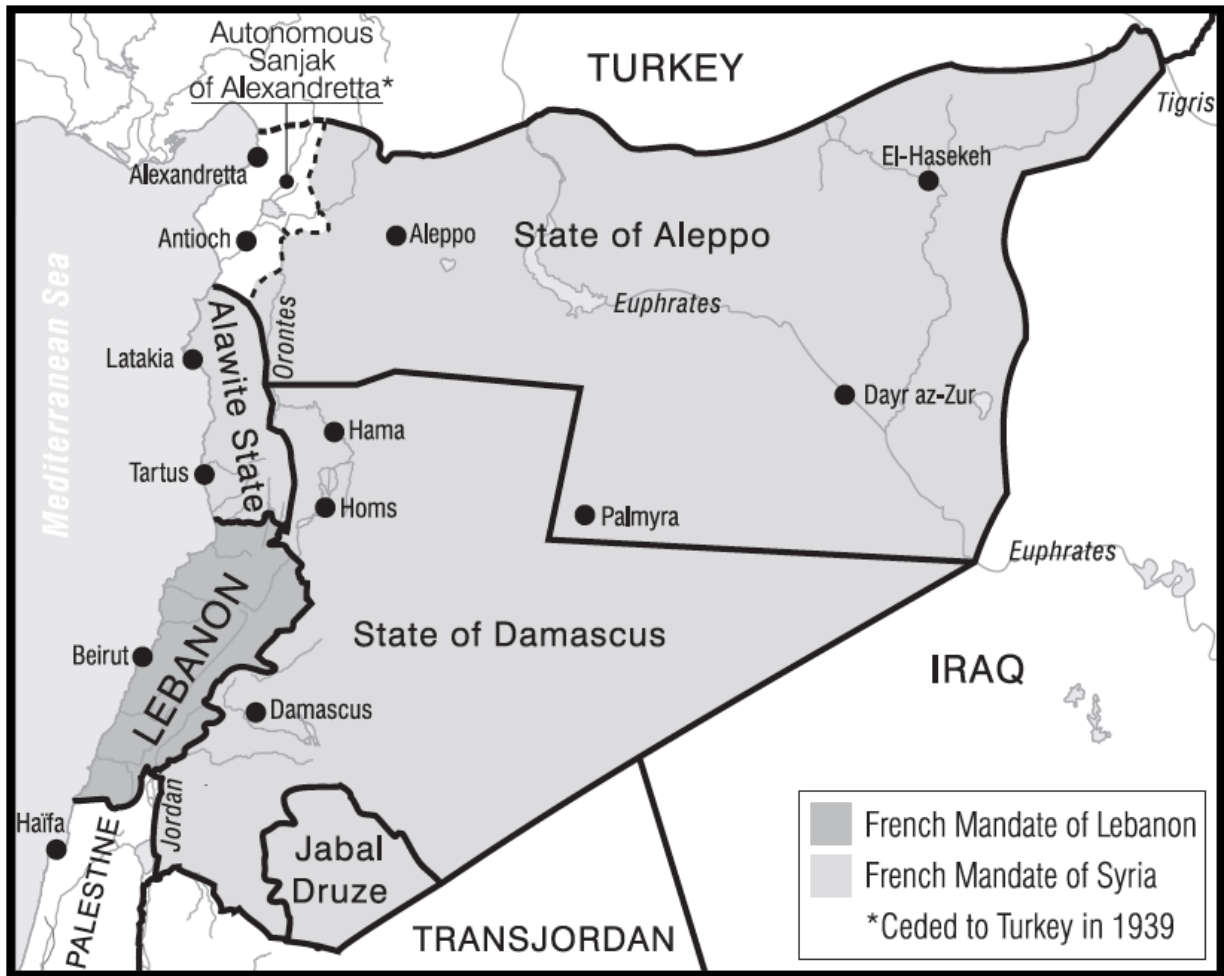 Autonomous
Sanjak
of Alexandretta*
TURKEY
Tigris
Alexandretta
El-Hasekeh
Antioch
Aleppo
State of Aleppo
Mediterranean Sea
Euphrates
Orontes
Alawite State
Latakia
Dayr az-Zur
Hama
Tartus
Homs
Palmyra
Euphrates
LEBANON
State of Damascus
Beirut
IRAQ
Damascus
Jordan
Haïfa
PALESTINE
Jabal
Druze
TRANSJORDAN
French Mandate of Lebanon
French Mandate of Syria
*Ceded to Turkey in 1939